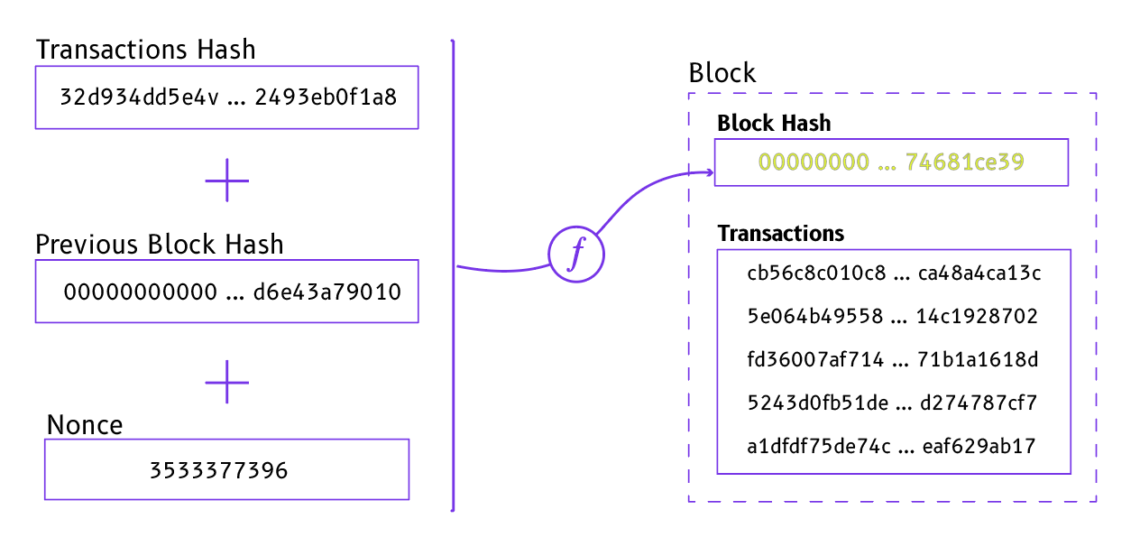 Transactions Hash
32d934dd5e4v ... 2493eb0f1a8
+
Previous Block Hash
00000000000 ... d6e43a79010
+
Nonce
3533377396
f
Block
Block Hash
00000000 ... 74681ce39
Transactions
cb56c8c010c8 ... ca48a4ca13c
5e064b49558 ... 14c1928702
fd36007af714 ... 71b1a1618d
5243d0fb51de ... d274787cf7
a1dfdf75de74c ... eaf629ab17